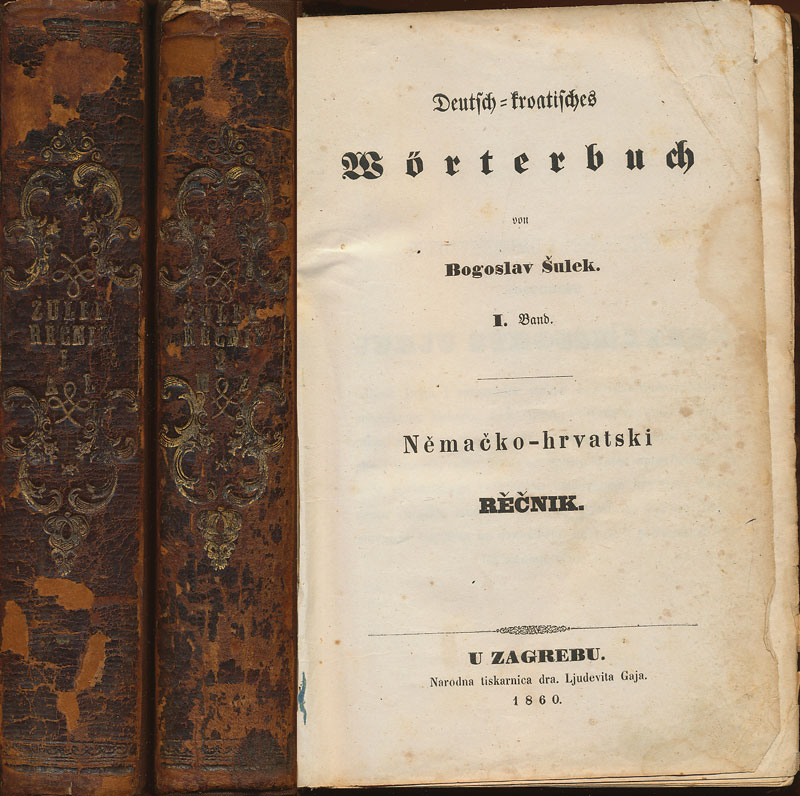 Deutſch-kroatiſches
Wörterbuch
von
Bogoslav Šulek.
I. Band.
Němačko-hrvatski
RĚČNIK.
U ZAGREBU.
Narodna tiskarnica dra. Ljudevita Gaja.
1860.